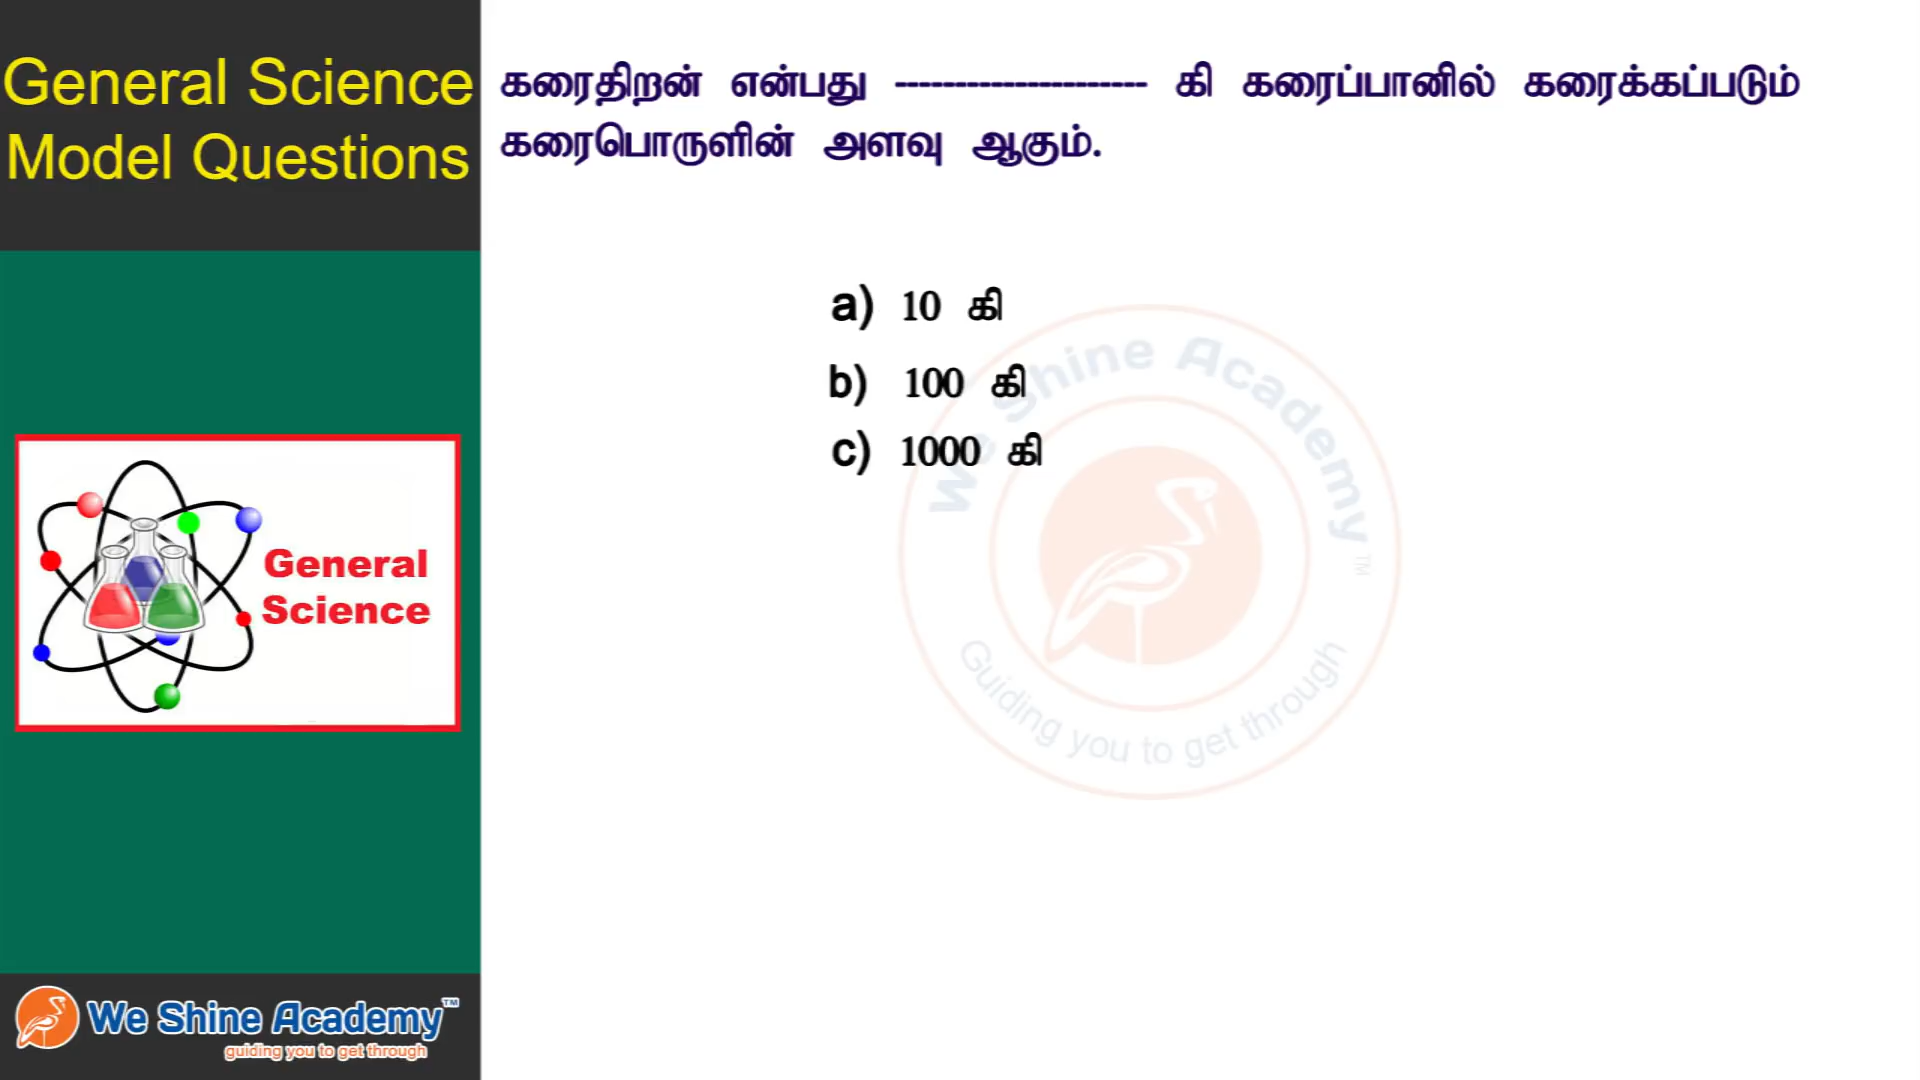 General Science
Model Questions
கரைதிறன் என்பது --------------------- கி கரைப்பானில் கரைக்கப்படும்
கரைபொருளின் அளவு ஆகும்.
a) 10 கி
b) 100 கி
c) 1000 கி
We Shine Academy™
Guiding you to get through
General
Science
We Shine Academy™
guiding you to get through